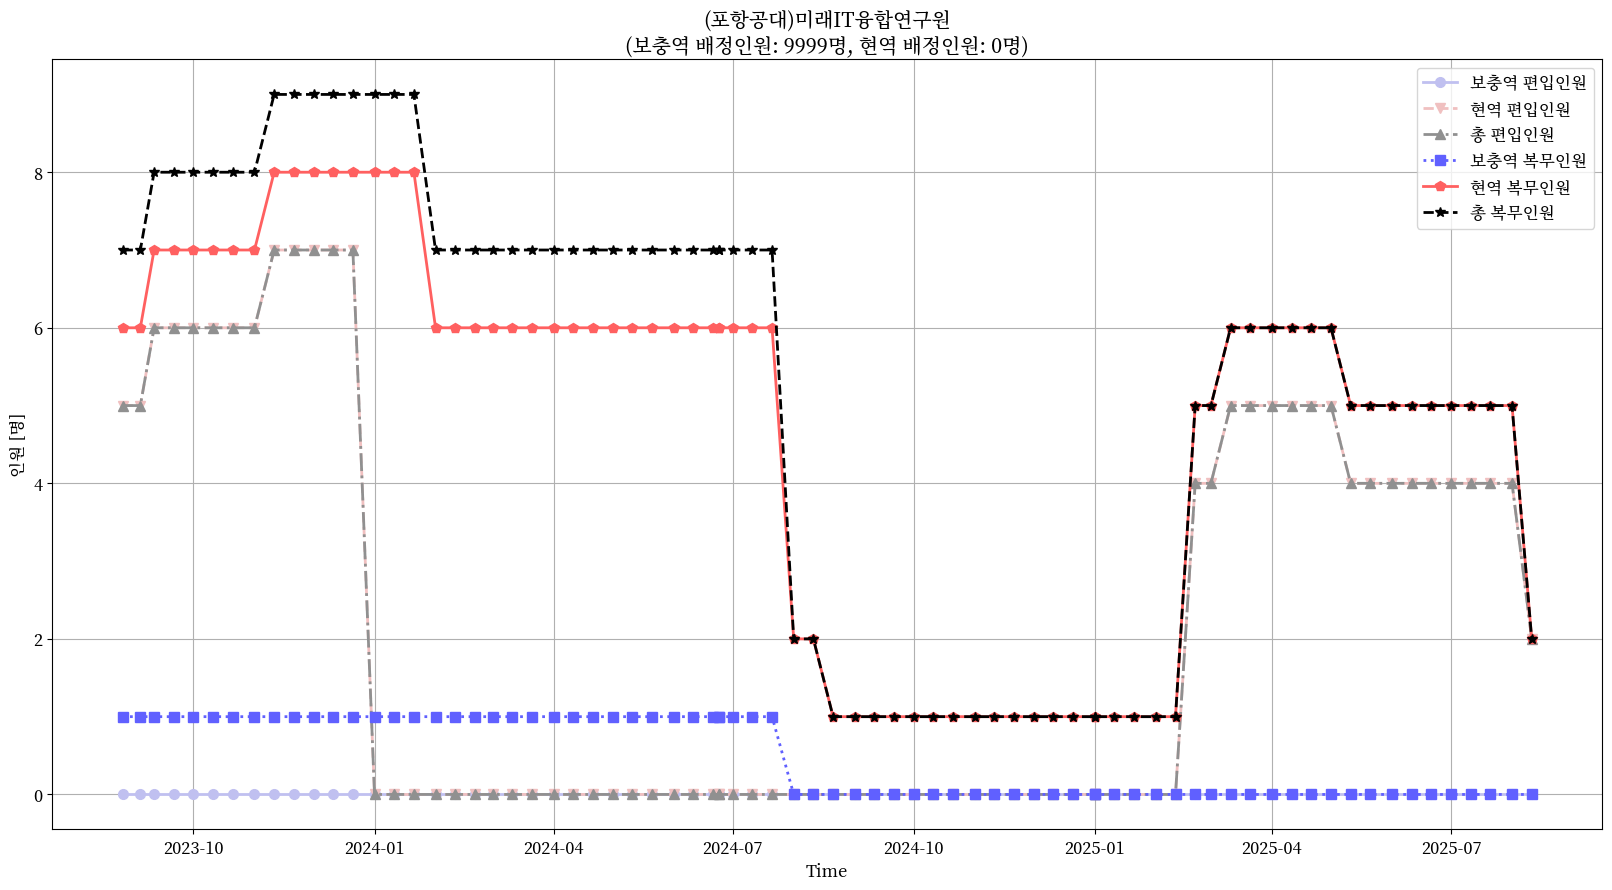 (포항공대)미래IT융합연구원
(보충역 배정인원: 9999명, 현역 배정인원: 0명)
보충역 편입인원
현역 편입인원
총 편입인원
보충역 복무인원
현역 복무인원
총 복무인원
인원 [명]
8
6
4
2
0
2023-10
2024-01
2024-04
2024-07
2024-10
2025-01
2025-04
2025-07
Time